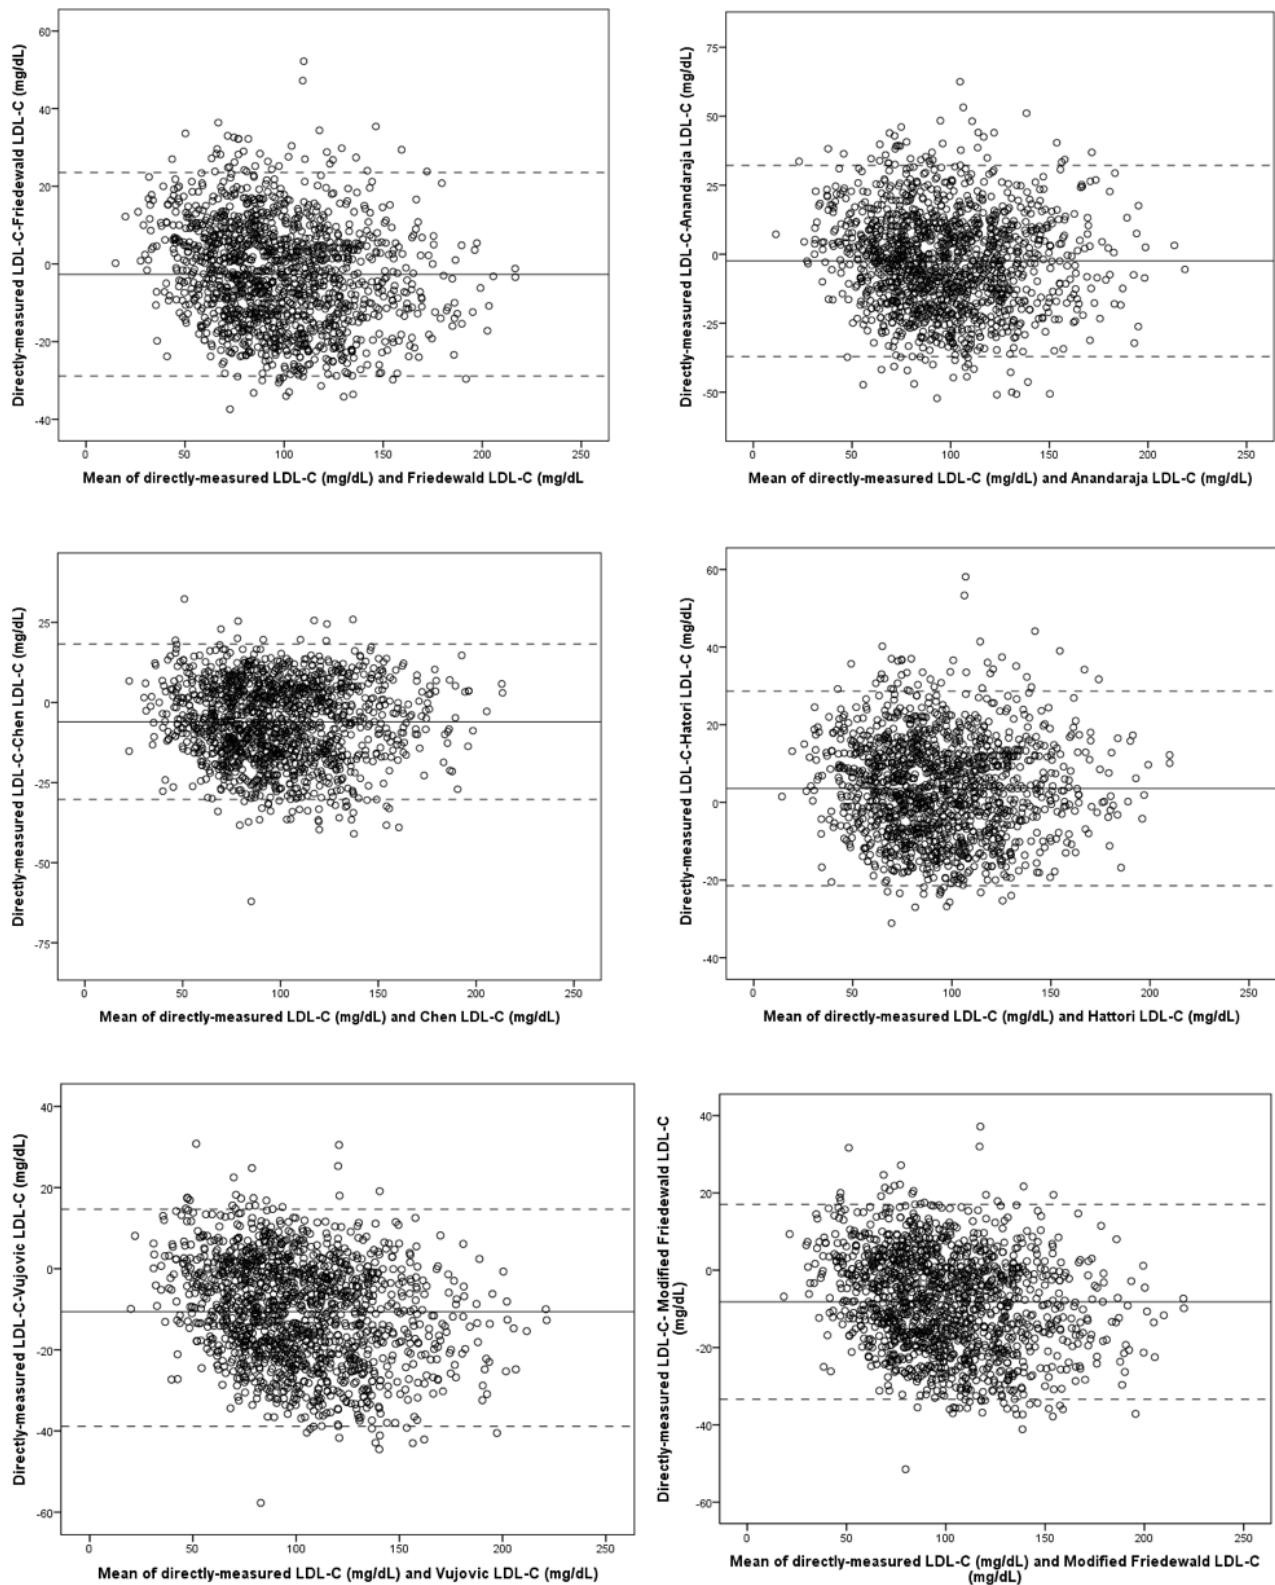 Directly-measured LDL-C-Friedewald LDL-C (mg/dL)
60
40
20
0
-20
-40
0 50 100 150 200 250
Mean of directly-measured LDL-C (mg/dL) and Friedewald LDL-C (mg/dL
Directly-measured LDL-C-Anandaraja LDL-C (mg/dL)
75
50
25
0
-25
-50
0 50 100 150 200 250
Mean of directly-measured LDL-C (mg/dL) and Anandaraja LDL-C (mg/dL)
Directly-measured LDL-C-Chen LDL-C (mg/dL)
25
0
-25
-50
-75
0 50 100 150 200 250
Mean of directly-measured LDL-C (mg/dL) and Chen LDL-C (mg/dL)
Directly-measured LDL-C-Hattori LDL-C (mg/dL)
60
40
20
0
-20
-40
0 50 100 150 200 250
Mean of directly-measured LDL-C (mg/dL) and Hattori LDL-C (mg/dL)
Directly-measured LDL-C-Vujovic LDL-C (mg/dL)
40
20
0
-20
-40
-60
0 50 100 150 200 250
Mean of directly-measured LDL-C (mg/dL) and Vujovic LDL-C (mg/dL)
Directly-measured LDL-C- Modified Friedewald LDL-C
(mg/dL)
40
20
0
-20
-40
-60
0 50 100 150 200 250
Mean of directly-measured LDL-C (mg/dL) and Modified Friedewald LDL-C
(mg/dL)